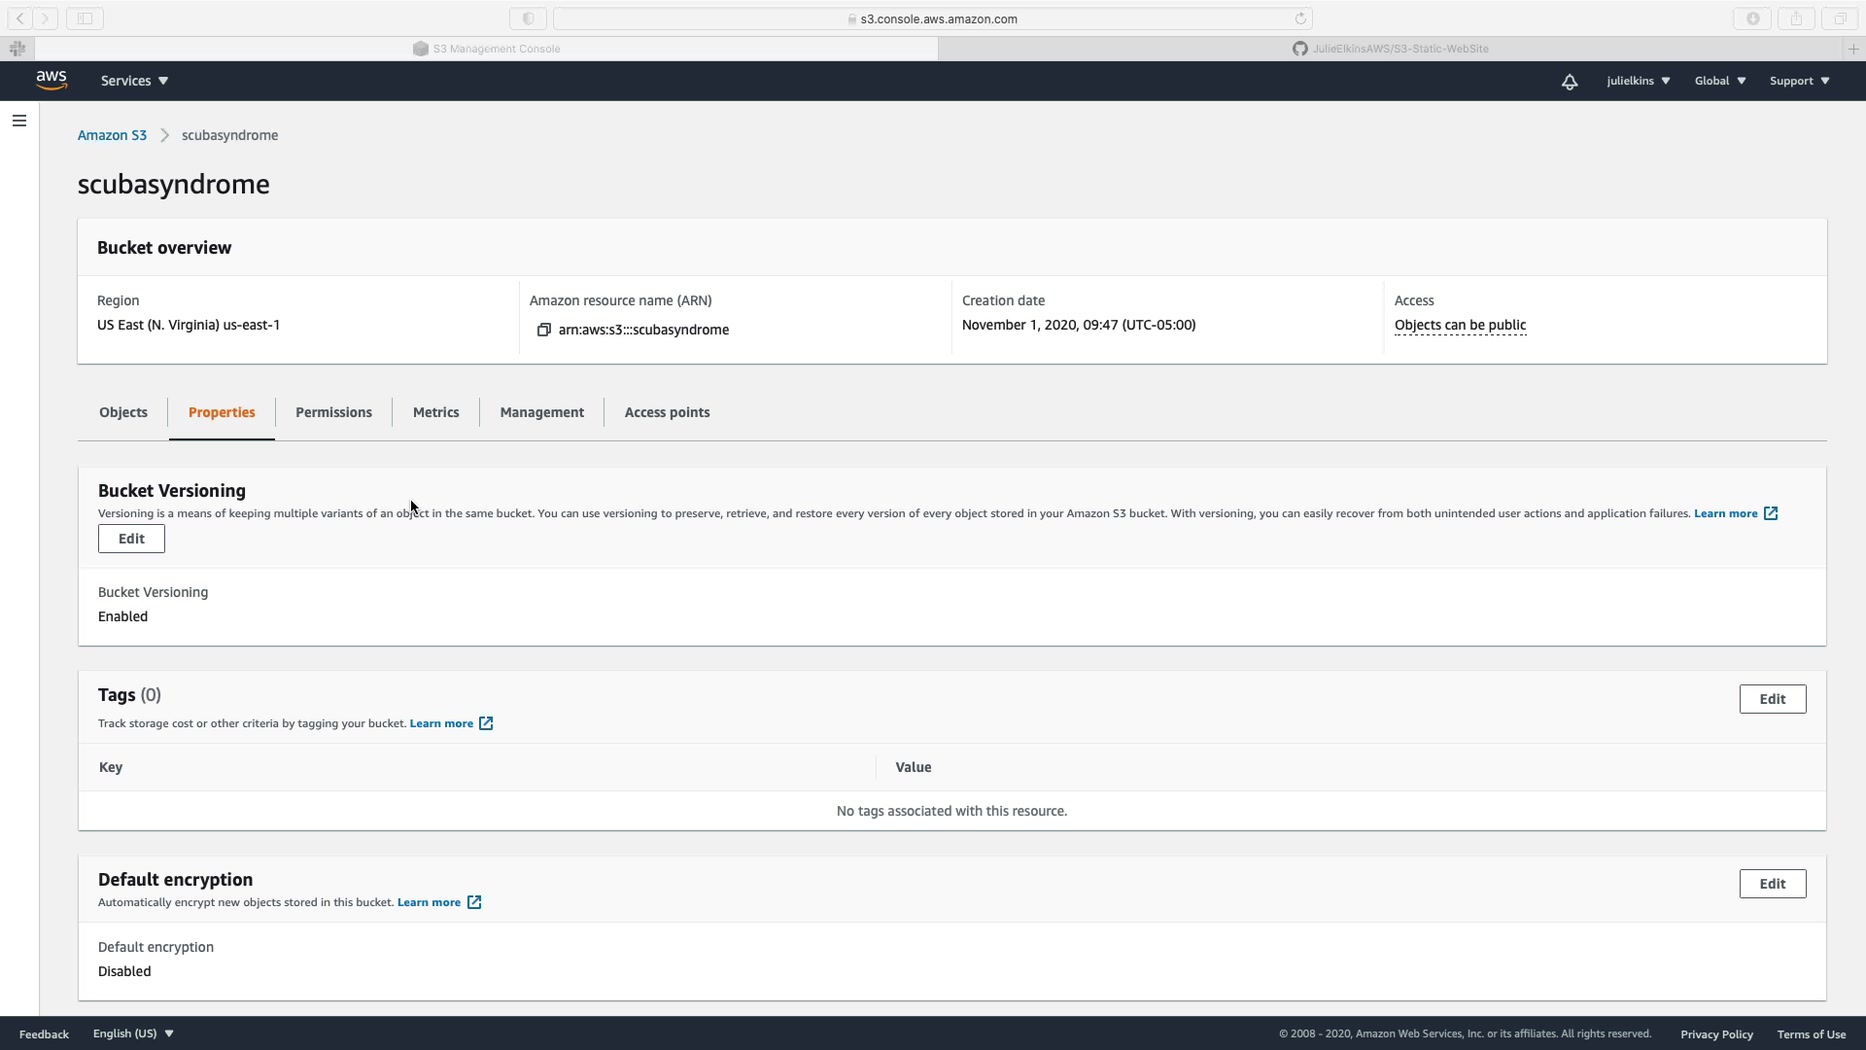 s3.console.aws.amazon.com
S3 Management Console
JulieElkinsAWS/S3-Static-WebSite
aws
Services
julielkins
Global
Support
Amazon S3
scubasyndrome
scubasyndrome
Bucket overview
Region
Amazon resource name (ARN)
Creation date
Access
US East (N. Virginia) us-east-1
arn:aws:s3:::scubasyndrome
November 1, 2020, 09:47 (UTC-05:00)
Objects can be public
Objects
Properties
Permissions
Metrics
Management
Access points
Bucket Versioning
Versioning is a means of keeping multiple variants of an object in the same bucket. You can use versioning to preserve, retrieve, and restore every version of every object stored in your Amazon S3 bucket. With versioning, you can easily recover from both unintended user actions and application failures. Learn more
Edit
Bucket Versioning
Enabled
Tags (0)
Edit
Track storage cost or other criteria by tagging your bucket. Learn more
Key
Value
No tags associated with this resource.
Default encryption
Edit
Automatically encrypt new objects stored in this bucket. Learn more
Default encryption
Disabled
Feedback
English (US)
© 2008 - 2020, Amazon Web Services, Inc. or its affiliates. All rights reserved.
Privacy Policy
Terms of Use